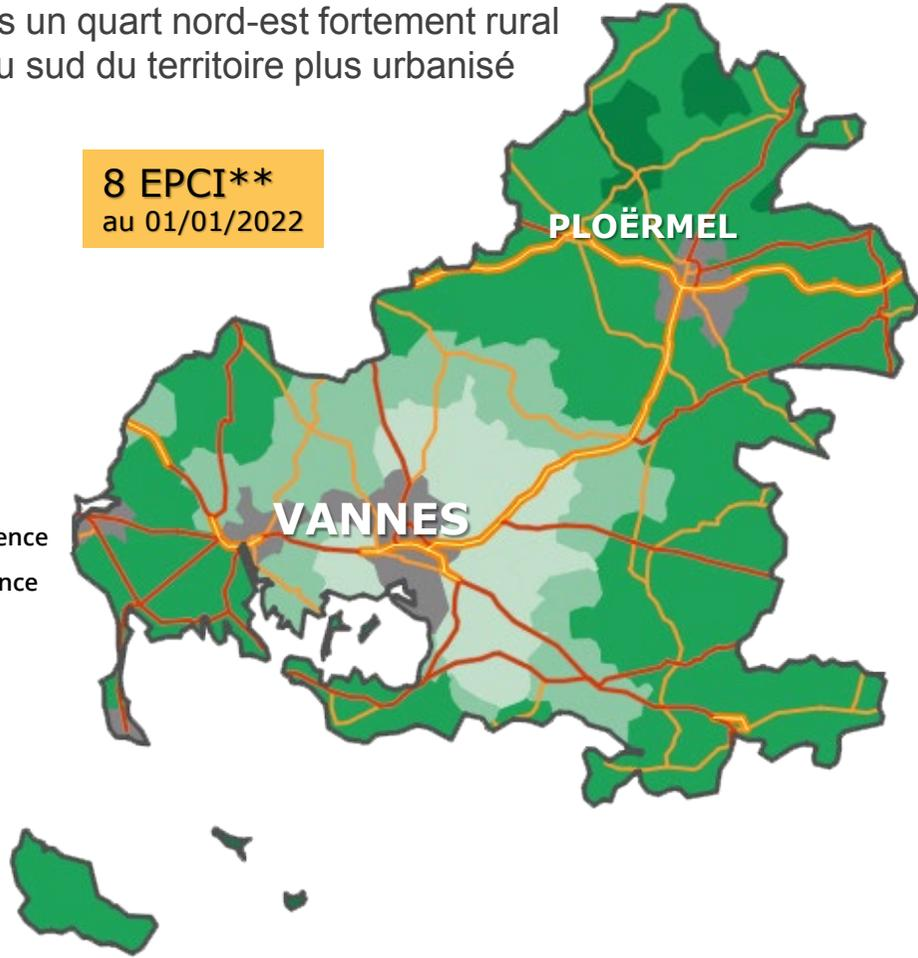 s un quart nord-est fortement rural
u sud du territoire plus urbanisé
8 EPCI**
au 01/01/2022
PLOËRMEL
VANNES
ence
nce